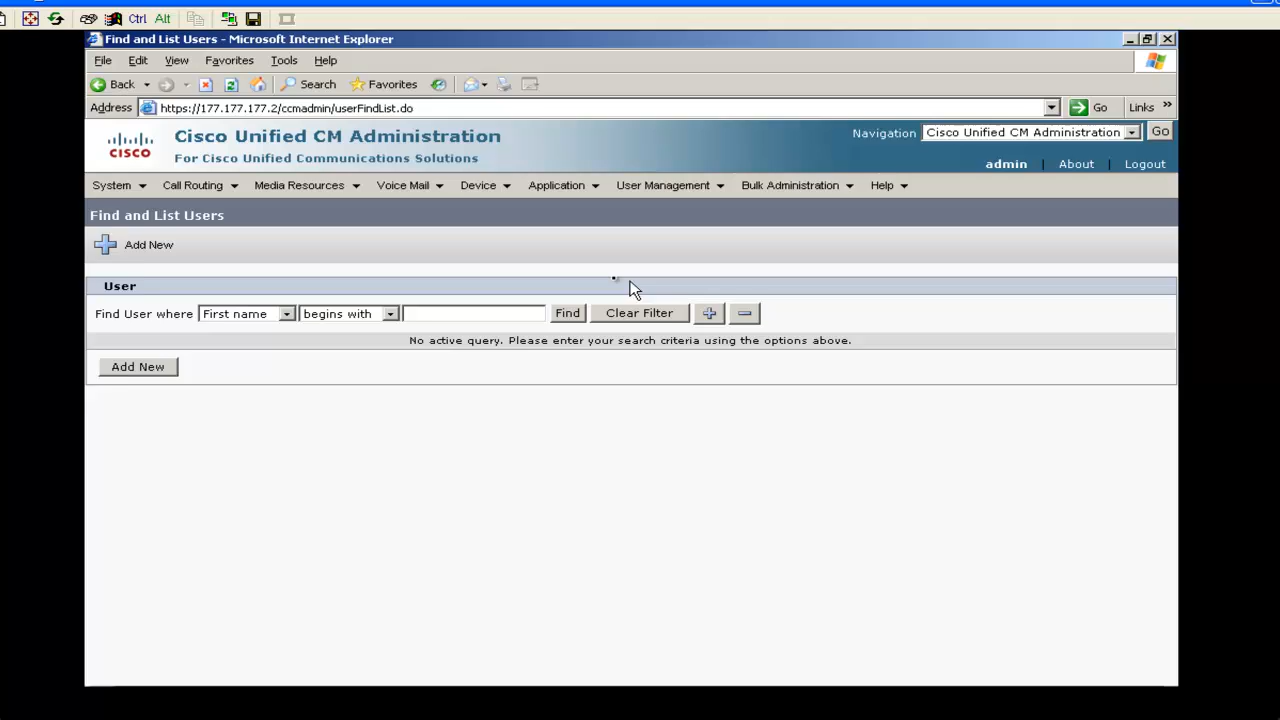 Ctrl Alt
Find and List Users - Microsoft Internet Explorer
File Edit View Favorites Tools Help
Back Search Favorites
Address https://177.177.177.2/ccmadmin/userFindList.do Go Links »
Cisco Unified CM Administration Navigation Cisco Unified CM Administration Go
CISCO For Cisco Unified Communications Solutions
admin | About | Logout
System Call Routing Media Resources Voice Mail Device Application User Management Bulk Administration Help
Find and List Users
Add New
User
Find User where First name begins with Find Clear Filter
No active query. Please enter your search criteria using the options above.
Add New